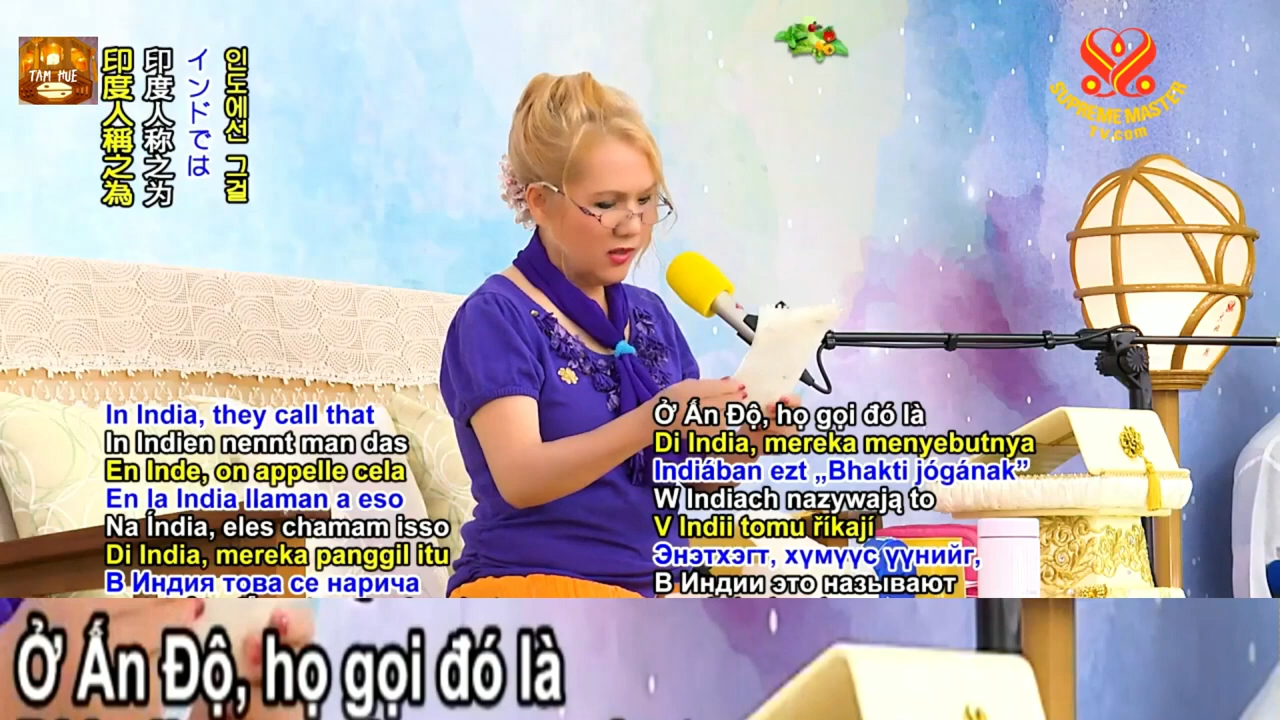 TAM HUE
印度人稱之為
印度人称之为
インドでは
인도에선 그걸
SUPREME MASTER
TV.com
In India, they call that
In Indien nennt man das
En Inde, on appelle cela
En la India llaman a eso
Na Índia, eles chamam isso
Di India, mereka panggil itu
В Индия това се нарича
Ở Ấn Độ, họ gọi đó là
Di India, mereka menyebutnya
Indiában ezt „Bhakti jógának”
W Indiach nazywają to
V Indii tomu říkají
Энэтхэгт, хүмүүс үүнийг,
В Индии это называют
Ở Ấn Độ, họ gọi đó là